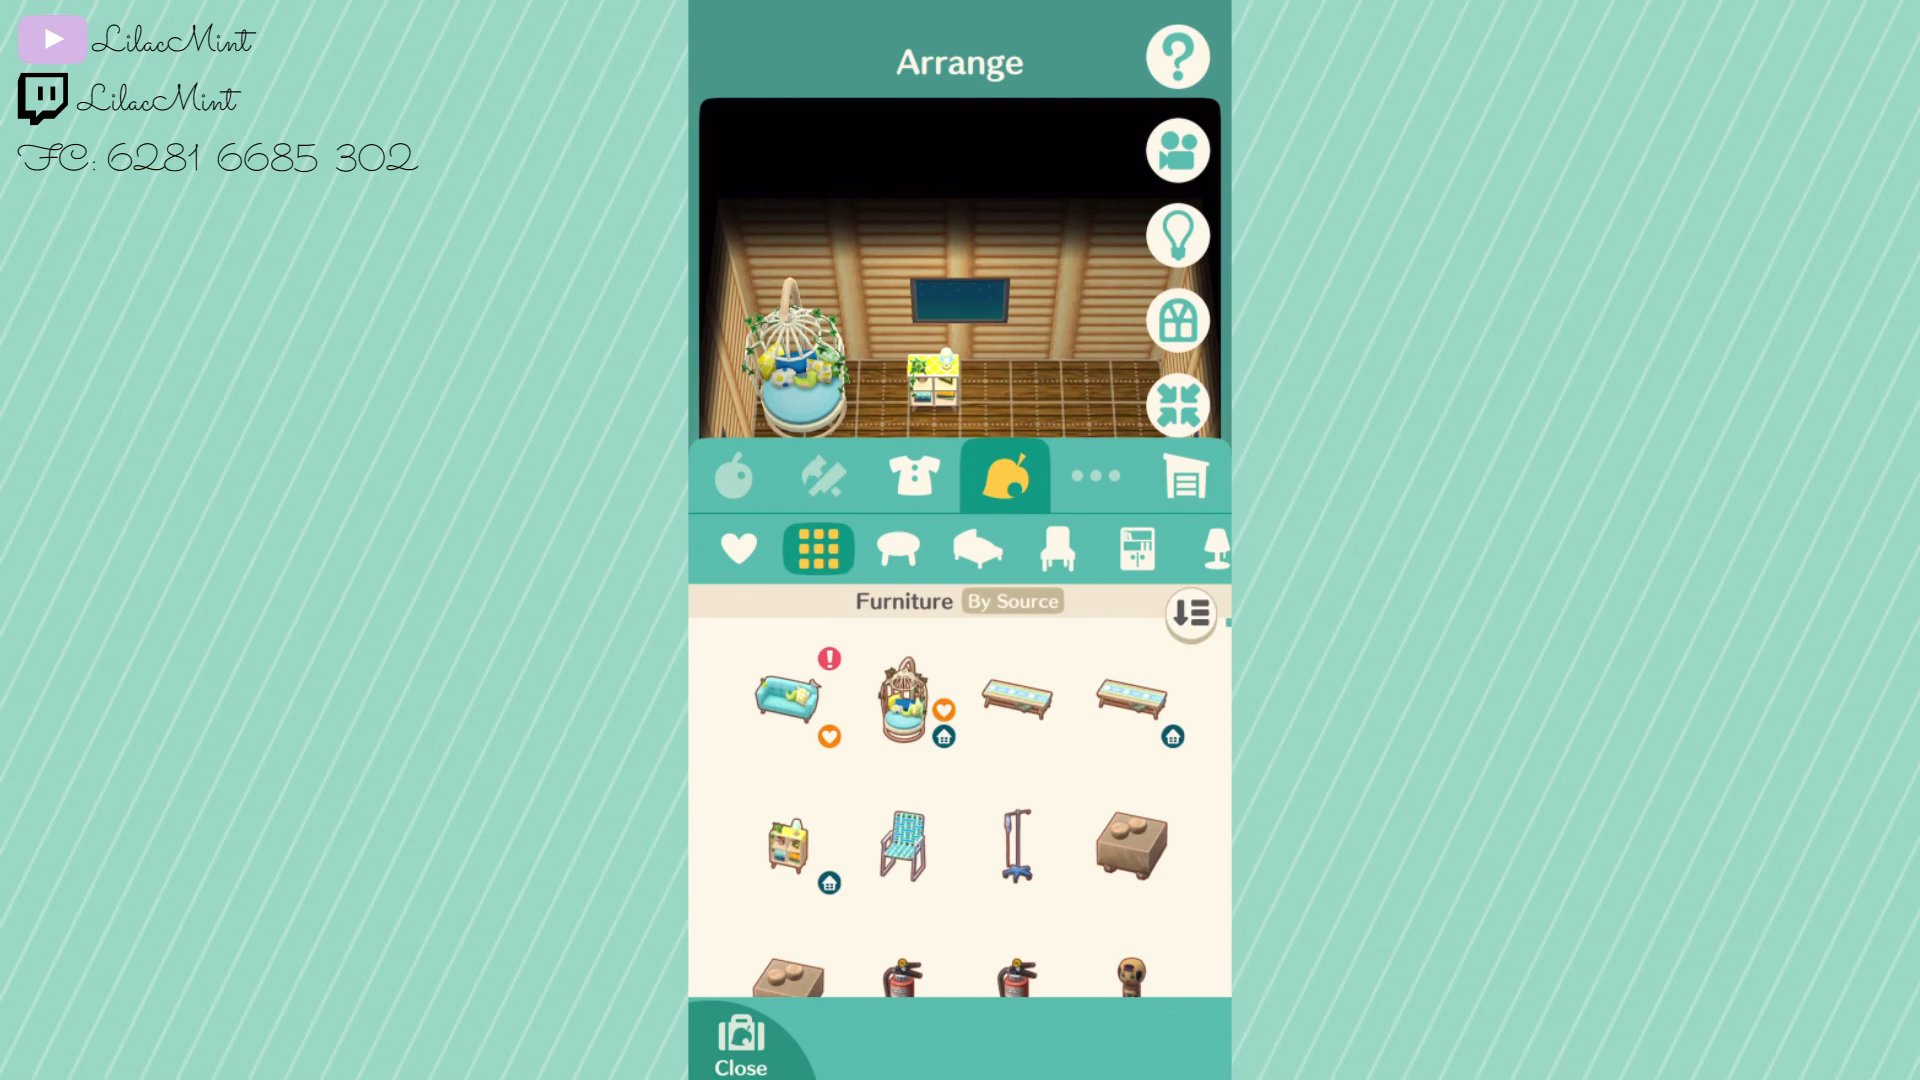 LilacMint
LilacMint
FC: 6281 6685 302
Arrange
?
Furniture By Source
!
Close